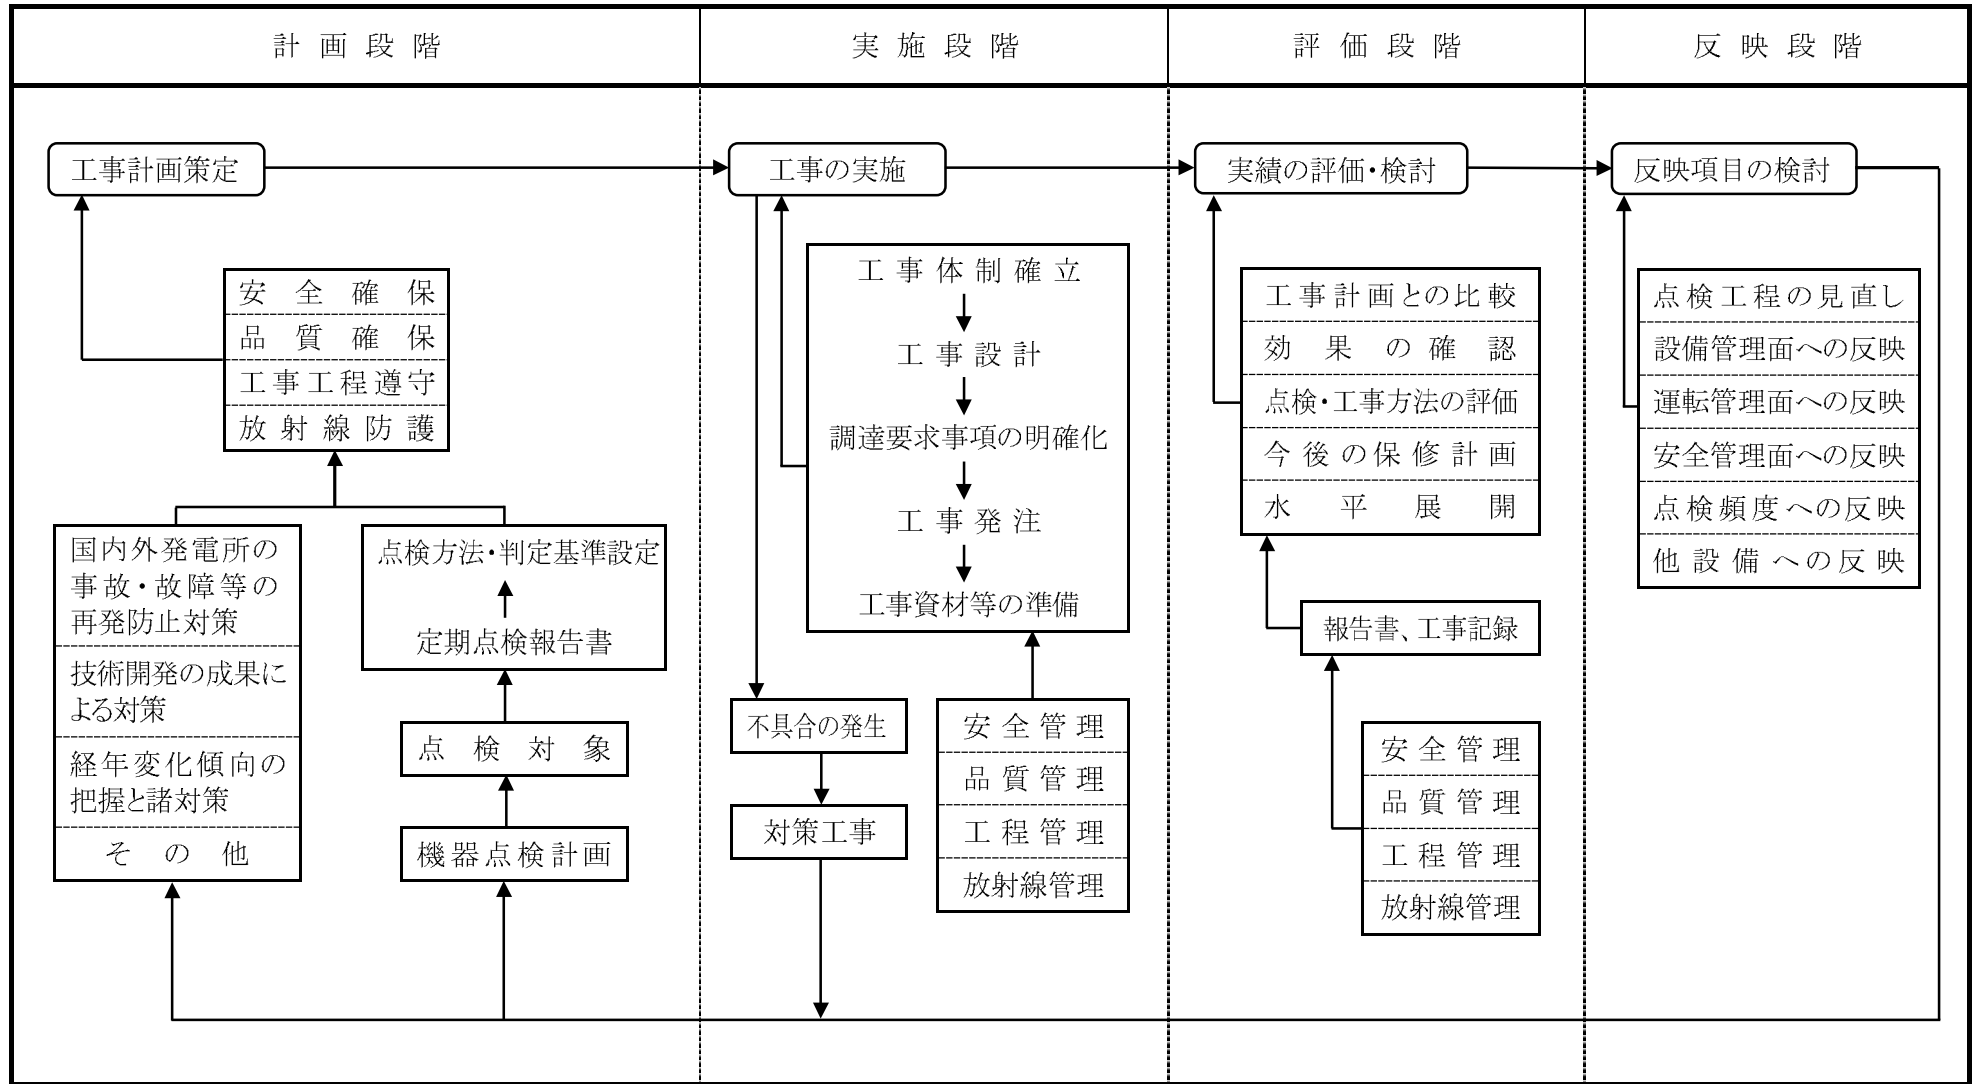 計画段階
実施段階
評価段階
反映段階
工事計画策定
安全確保
品質確保
工事工程遵守
放射線防護
国内外発電所の
事故・故障等の
再発防止対策
技術開発の成果に
よる対策
経年変化傾向の
把握と諸対策
その他
点検方法・判定基準設定
定期点検報告書
点検対象
機器点検計画
工事の実施
工事体制確立
工事設計
調達要求事項の明確化
工事発注
工事資材等の準備
不具合の発生
対策工事
安全管理
品質管理
工程管理
放射線管理
実績の評価・検討
工事計画との比較
効果の確認
点検・工事方法の評価
今後の保修計画
水平展開
報告書、工事記録
安全管理
品質管理
工程管理
放射線管理
反映項目の検討
点検工程の見直し
設備管理面への反映
運転管理面への反映
安全管理面への反映
点検頻度への反映
他設備への反映